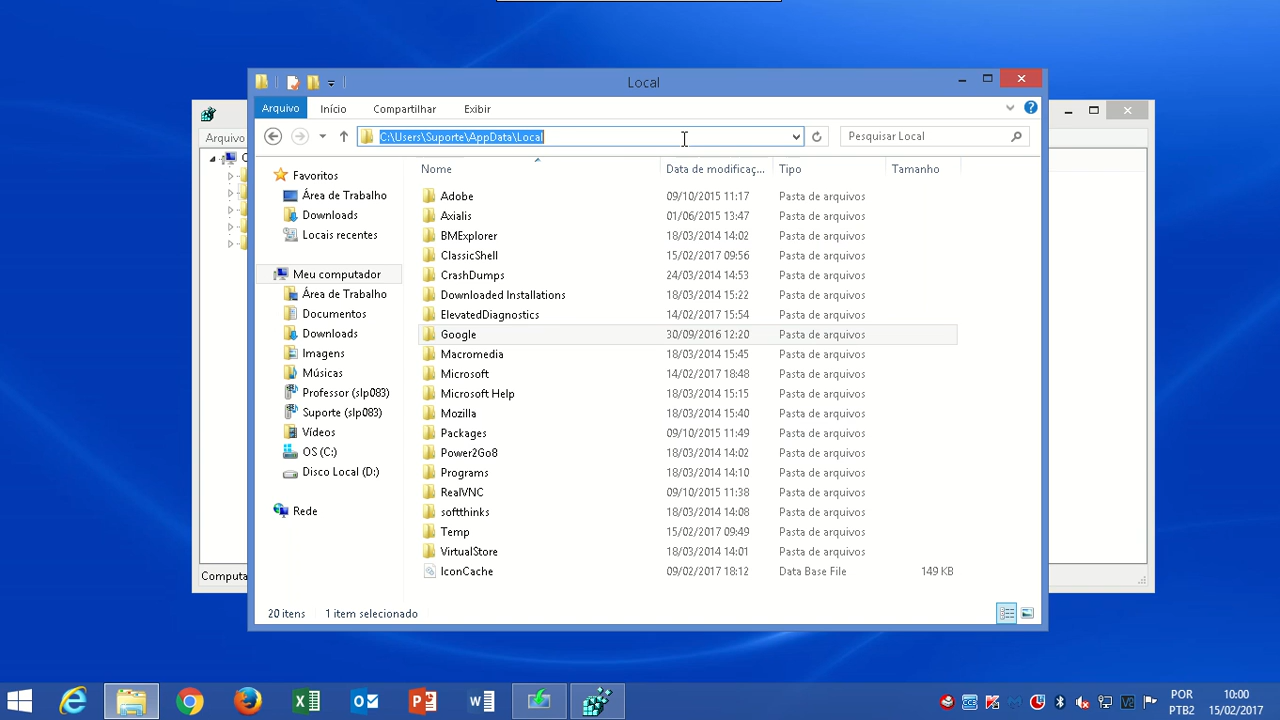 Local
Arquivo
Início
Compartilhar
Exibir
C:\Users\Suporte\AppData\Local
Pesquisar Local
Arquivo
Nome
Data de modificaç...
Tipo
Tamanho
Favoritos
Área de Trabalho
Downloads
Locais recentes
Meu computador
Área de Trabalho
Documentos
Downloads
Imagens
Músicas
Professor (slp083)
Suporte (slp083)
Vídeos
OS (C:)
Disco Local (D:)
Rede
Adobe 09/10/2015 11:17 Pasta de arquivos
Axialis 01/06/2015 13:47 Pasta de arquivos
BMExplorer 18/03/2014 14:02 Pasta de arquivos
ClassicShell 15/02/2017 09:56 Pasta de arquivos
CrashDumps 24/03/2014 14:53 Pasta de arquivos
Downloaded Installations 18/03/2014 15:22 Pasta de arquivos
ElevatedDiagnostics 14/02/2017 15:54 Pasta de arquivos
Google 30/09/2016 12:20 Pasta de arquivos
Macromedia 18/03/2014 15:45 Pasta de arquivos
Microsoft 14/02/2017 18:48 Pasta de arquivos
Microsoft Help 18/03/2014 15:15 Pasta de arquivos
Mozilla 18/03/2014 15:40 Pasta de arquivos
Packages 09/10/2015 11:49 Pasta de arquivos
Power2Go8 18/03/2014 14:02 Pasta de arquivos
Programs 18/03/2014 14:10 Pasta de arquivos
RealVNC 09/10/2015 11:38 Pasta de arquivos
softthinks 18/03/2014 14:08 Pasta de arquivos
Temp 15/02/2017 09:49 Pasta de arquivos
VirtualStore 18/03/2014 14:01 Pasta de arquivos
IconCache 09/02/2017 18:12 Data Base File 149 KB
Computa
20 itens 1 item selecionado
POR 10:00
PTB2 15/02/2017